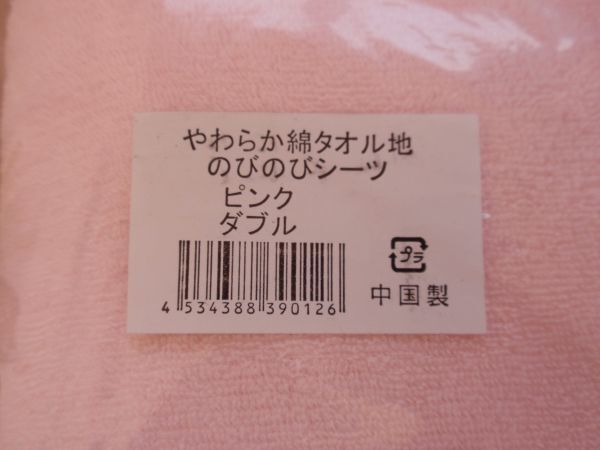 やわらか綿タオル地
のびのびシーツ
ピンク
ダブル
プラ
中国製
4 534388 390126